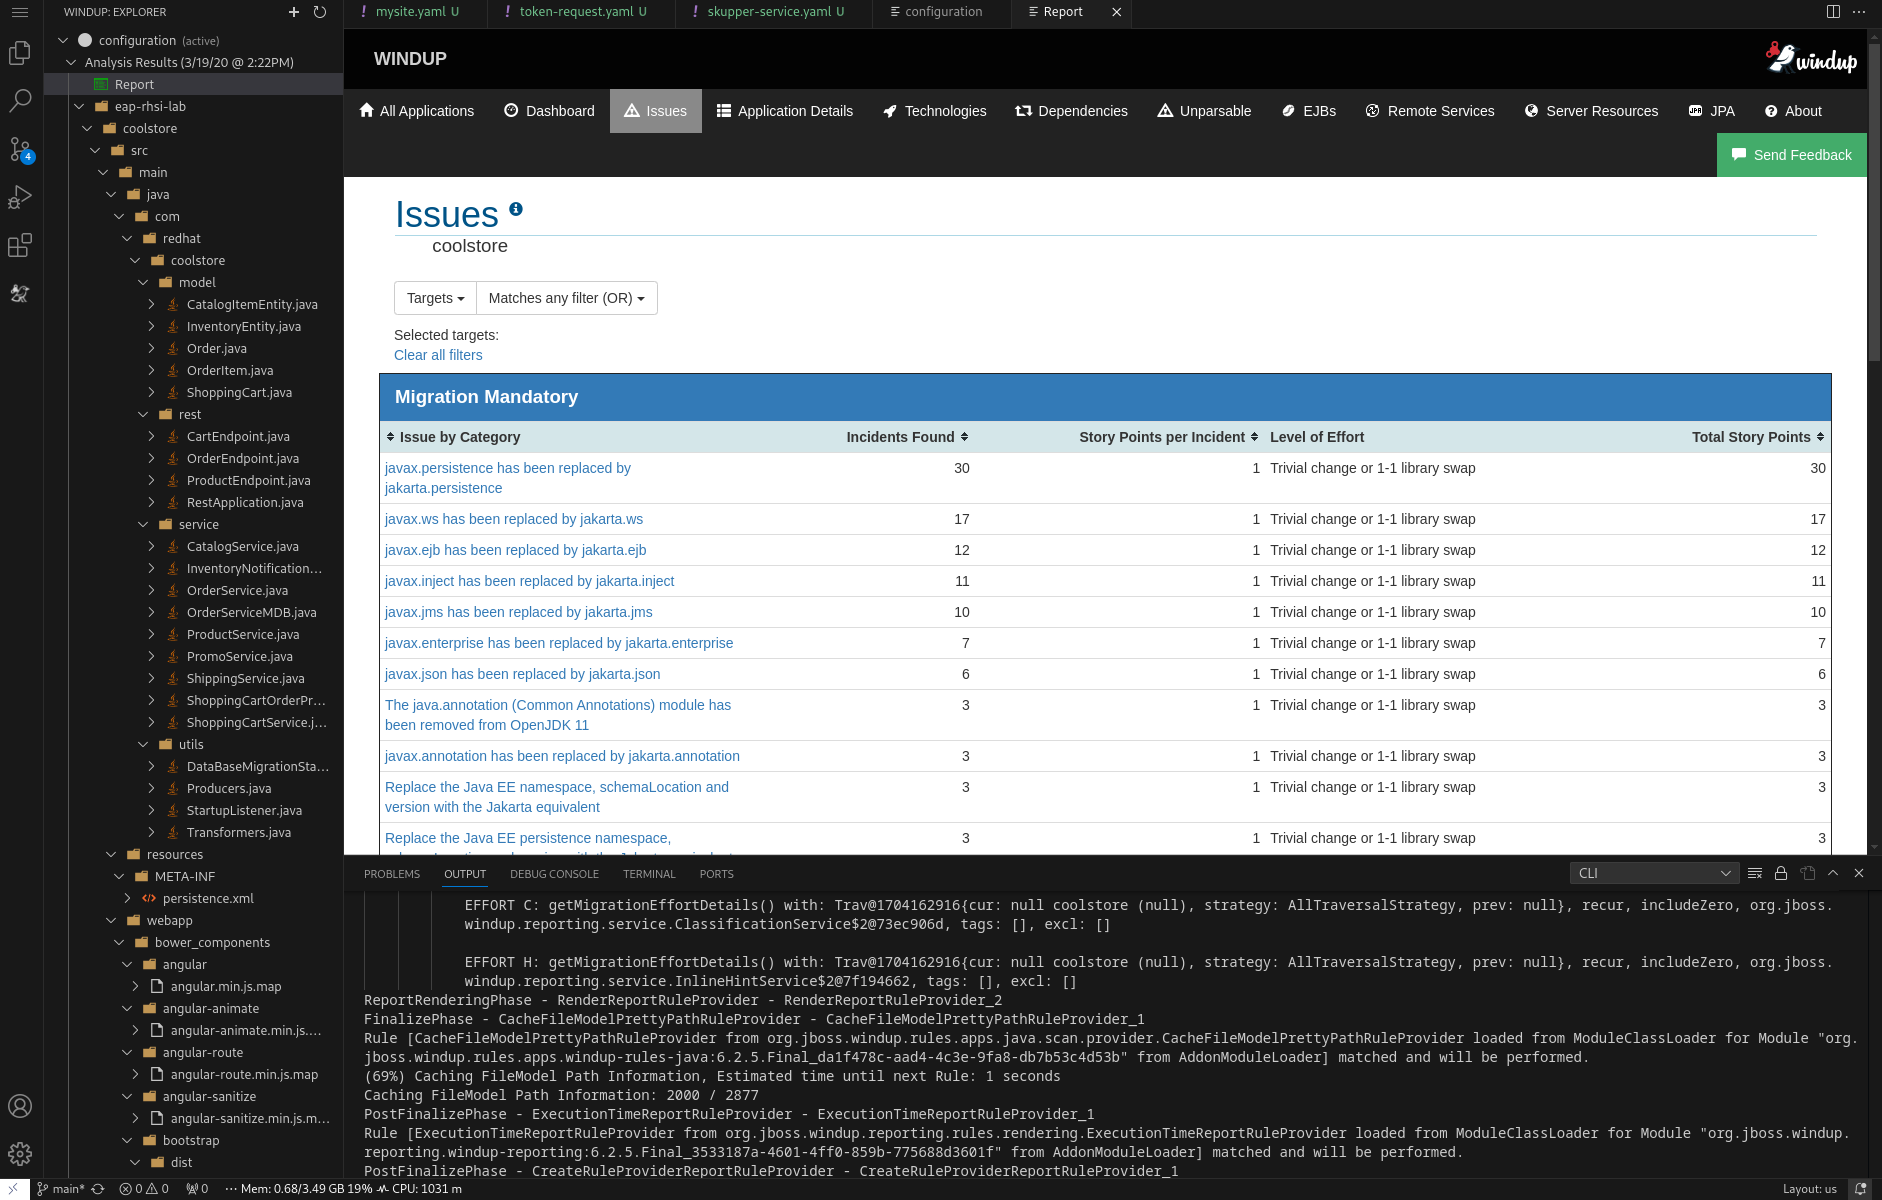 WINDUP: EXPLORER
configuration (active)
Analysis Results (3/19/20 @ 2:22PM)
Report
eap-rhsi-lab
coolstore
src
main
java
com
redhat
coolstore
model
CatalogItemEntity.java
InventoryEntity.java
Order.java
OrderItem.java
ShoppingCart.java
rest
CartEndpoint.java
OrderEndpoint.java
ProductEndpoint.java
RestApplication.java
service
CatalogService.java
InventoryNotification...
OrderService.java
OrderServiceMDB.java
ProductService.java
PromoService.java
ShippingService.java
ShoppingCartOrderPr...
ShoppingCartService.j...
utils
DataBaseMigrationSta...
Producers.java
StartupListener.java
Transformers.java
resources
META-INF
persistence.xml
webapp
bower_components
angular
angular.min.js.map
angular-animate
angular-animate.min.js....
angular-route
angular-route.min.js.map
angular-sanitize
angular-sanitize.min.js.m...
bootstrap
dist
4
! mysite.yaml U
! token-request.yaml U
! skupper-service.yaml U
configuration
Report
WINDUP
windup
All Applications Dashboard Issues Application Details Technologies Dependencies Unparsable EJBs Remote Services Server Resources JPA About
Send Feedback
Issues
coolstore
Targets Matches any filter (OR)
Selected targets:
Clear all filters
Migration Mandatory
Issue by Category Incidents Found Story Points per Incident Level of Effort Total Story Points
javax.persistence has been replaced by 30 1 Trivial change or 1-1 library swap 30
jakarta.persistence
javax.ws has been replaced by jakarta.ws 17 1 Trivial change or 1-1 library swap 17
javax.ejb has been replaced by jakarta.ejb 12 1 Trivial change or 1-1 library swap 12
javax.inject has been replaced by jakarta.inject 11 1 Trivial change or 1-1 library swap 11
javax.jms has been replaced by jakarta.jms 10 1 Trivial change or 1-1 library swap 10
javax.enterprise has been replaced by jakarta.enterprise 7 1 Trivial change or 1-1 library swap 7
javax.json has been replaced by jakarta.json 6 1 Trivial change or 1-1 library swap 6
The java.annotation (Common Annotations) module has 3 1 Trivial change or 1-1 library swap 3
been removed from OpenJDK 11
javax.annotation has been replaced by jakarta.annotation 3 1 Trivial change or 1-1 library swap 3
Replace the Java EE namespace, schemaLocation and 3 1 Trivial change or 1-1 library swap 3
version with the Jakarta equivalent
Replace the Java EE persistence namespace, 3 1 Trivial change or 1-1 library swap 3
PROBLEMS OUTPUT DEBUG CONSOLE TERMINAL PORTS CLI
EFFORT C: getMigrationEffortDetails() with: Trav@1704162916{cur: null coolstore (null), strategy: AllTraversalStrategy, prev: null}, recur, includeZero, org.jboss.
windup.reporting.service.ClassificationService$2@73ec906d, tags: [], excl: []
EFFORT H: getMigrationEffortDetails() with: Trav@1704162916{cur: null coolstore (null), strategy: AllTraversalStrategy, prev: null}, recur, includeZero, org.jboss.
windup.reporting.service.InlineHintService$2@7f194662, tags: [], excl: []
ReportRenderingPhase - RenderReportRuleProvider - RenderReportRuleProvider_2
FinalizePhase - CacheFileModelPrettyPathRuleProvider - CacheFileModelPrettyPathRuleProvider_1
Rule [CacheFileModelPrettyPathRuleProvider from org.jboss.windup.rules.apps.java.scan.provider.CacheFileModelPrettyPathRuleProvider loaded from ModuleClassLoader for Module "org.
jboss.windup.rules.apps.windup-rules-java:6.2.5.Final_da1f478c-aad4-4c3e-9fa8-db7b53c4d53b" from AddonModuleLoader] matched and will be performed.
(69%) Caching FileModel Path Information, Estimated time until next Rule: 1 seconds
Caching FileModel Path Information: 2000 / 2877
PostFinalizePhase - ExecutionTimeReportRuleProvider - ExecutionTimeReportRuleProvider_1
Rule [ExecutionTimeReportRuleProvider from org.jboss.windup.reporting.rules.rendering.ExecutionTimeReportRuleProvider loaded from ModuleClassLoader for Module "org.jboss.windup.
reporting.windup-reporting:6.2.5.Final_3533187a-4601-4ff0-859b-775688d3601f" from AddonModuleLoader] matched and will be performed.
PostFinalizePhase - CreateRuleProviderReportRuleProvider - CreateRuleProviderReportRuleProvider_1
main* 0 0 0 ··· Mem: 0.68/3.49 GB 19% CPU: 1031 m Layout: us